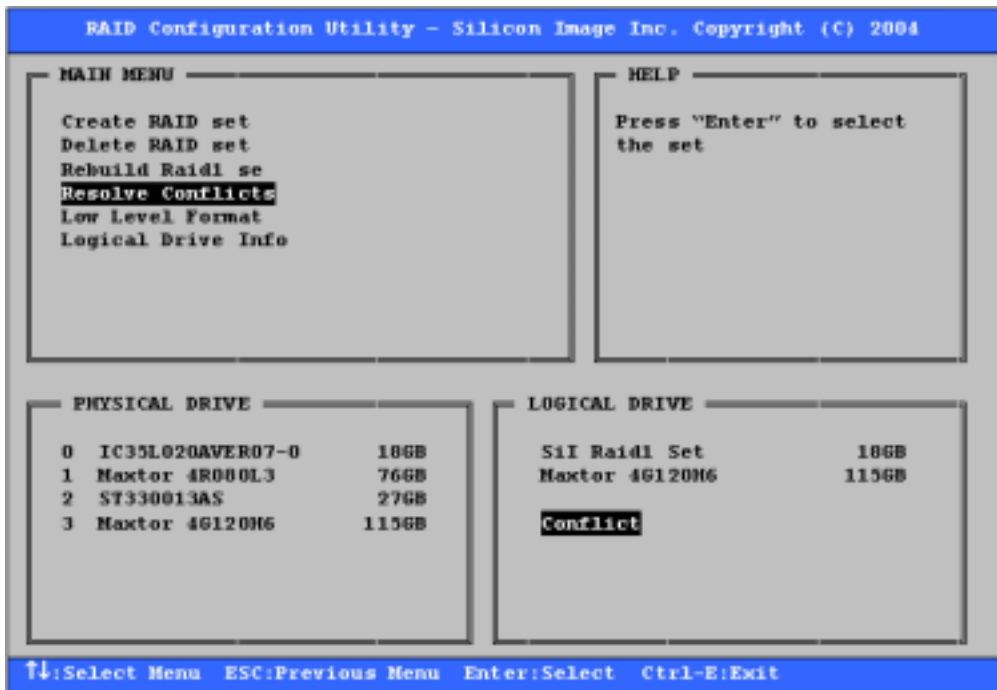 RAID Configuration Utility – Silicon Image Inc. Copyright (C) 2004
MAIN MENU
Create RAID set
Delete RAID set
Rebuild Raid1 se
Resolve Conflicts
Low Level Format
Logical Drive Info
HELP
Press "Enter" to select
the set
PHYSICAL DRIVE
0 IC35L020AVER07-0 18GB
1 Maxtor 4R080L3 76GB
2 ST330013AS 27GB
3 Maxtor 4G120H6 115GB
LOGICAL DRIVE
SiI Raid1 Set 18GB
Maxtor 4G120H6 115GB
Conflict
↑↓:Select Menu ESC:Previous Menu Enter:Select Ctrl-E:Exit